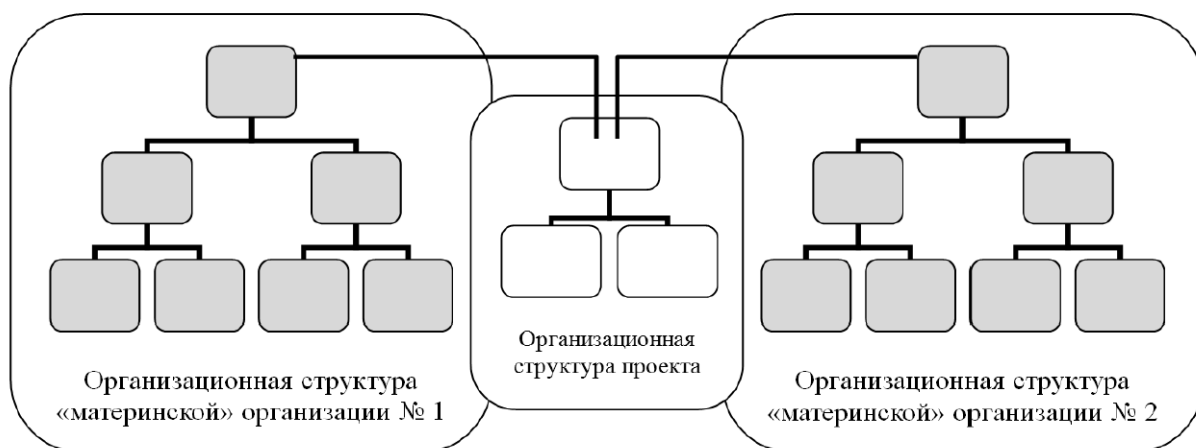 Организационная структура
«материнской» организации № 1
Организационная
структура проекта
Организационная структура
«материнской» организации № 2